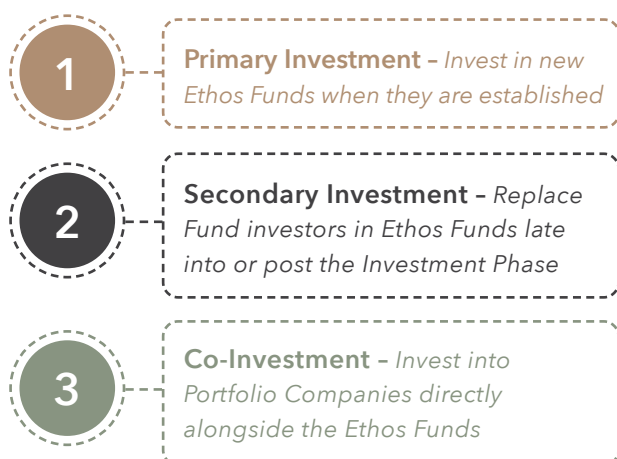 1
Primary Investment – Invest in new
Ethos Funds when they are established
2
Secondary Investment – Replace
Fund investors in Ethos Funds late
into or post the Investment Phase
3
Co-Investment – Invest into
Portfolio Companies directly
alongside the Ethos Funds